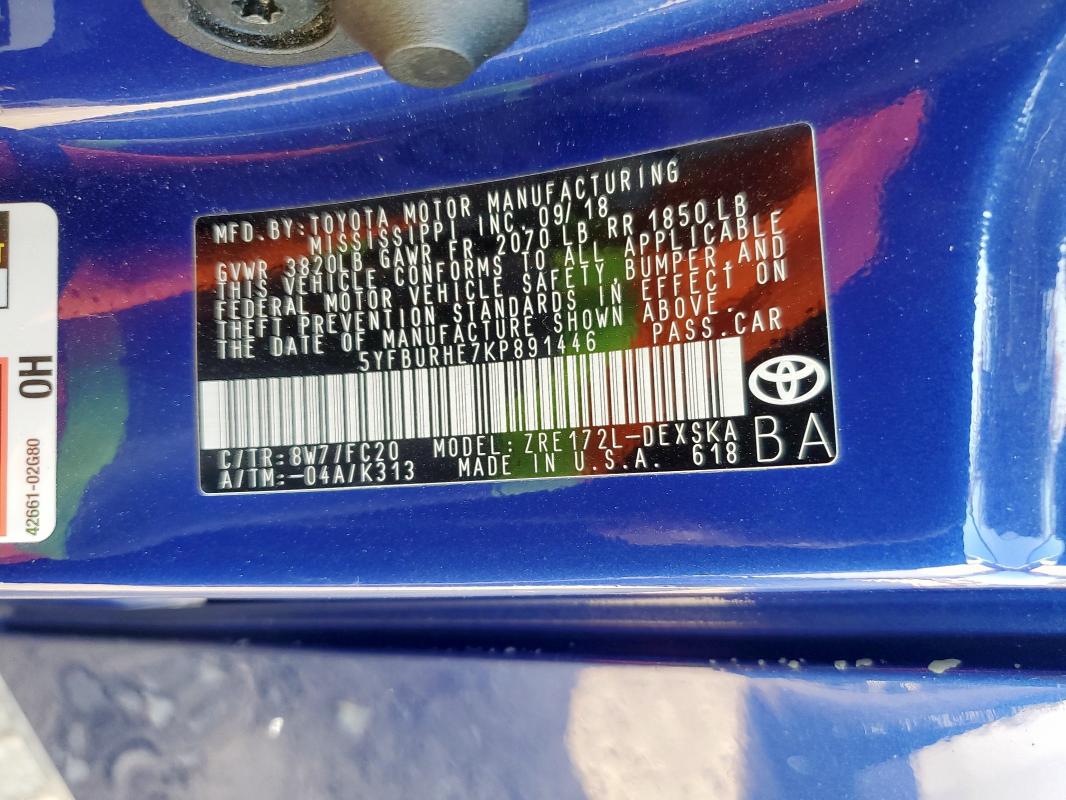 MFD.BY:TOYOTA MOTOR MANUFACTURING
MISSISSIPPI INC. 09/18
GVWR 3820LB GAWR FR 2070 LB RR 1850 LB
THIS VEHICLE CONFORMS TO ALL APPLICABLE
FEDERAL MOTOR VEHICLE SAFETY,BUMPER,AND
THEFT PREVENTION STANDARDS IN EFFECT ON
THE DATE OF MANUFACTURE SHOWN ABOVE.
5YFBURHE7KP891446 PASS.CAR
C/TR:8W7/FC20 MODEL:ZRE172L-DEXSKA
A/TM:-04A/K313 MADE IN U.S.A. 618
BA
0H
42661-02G80